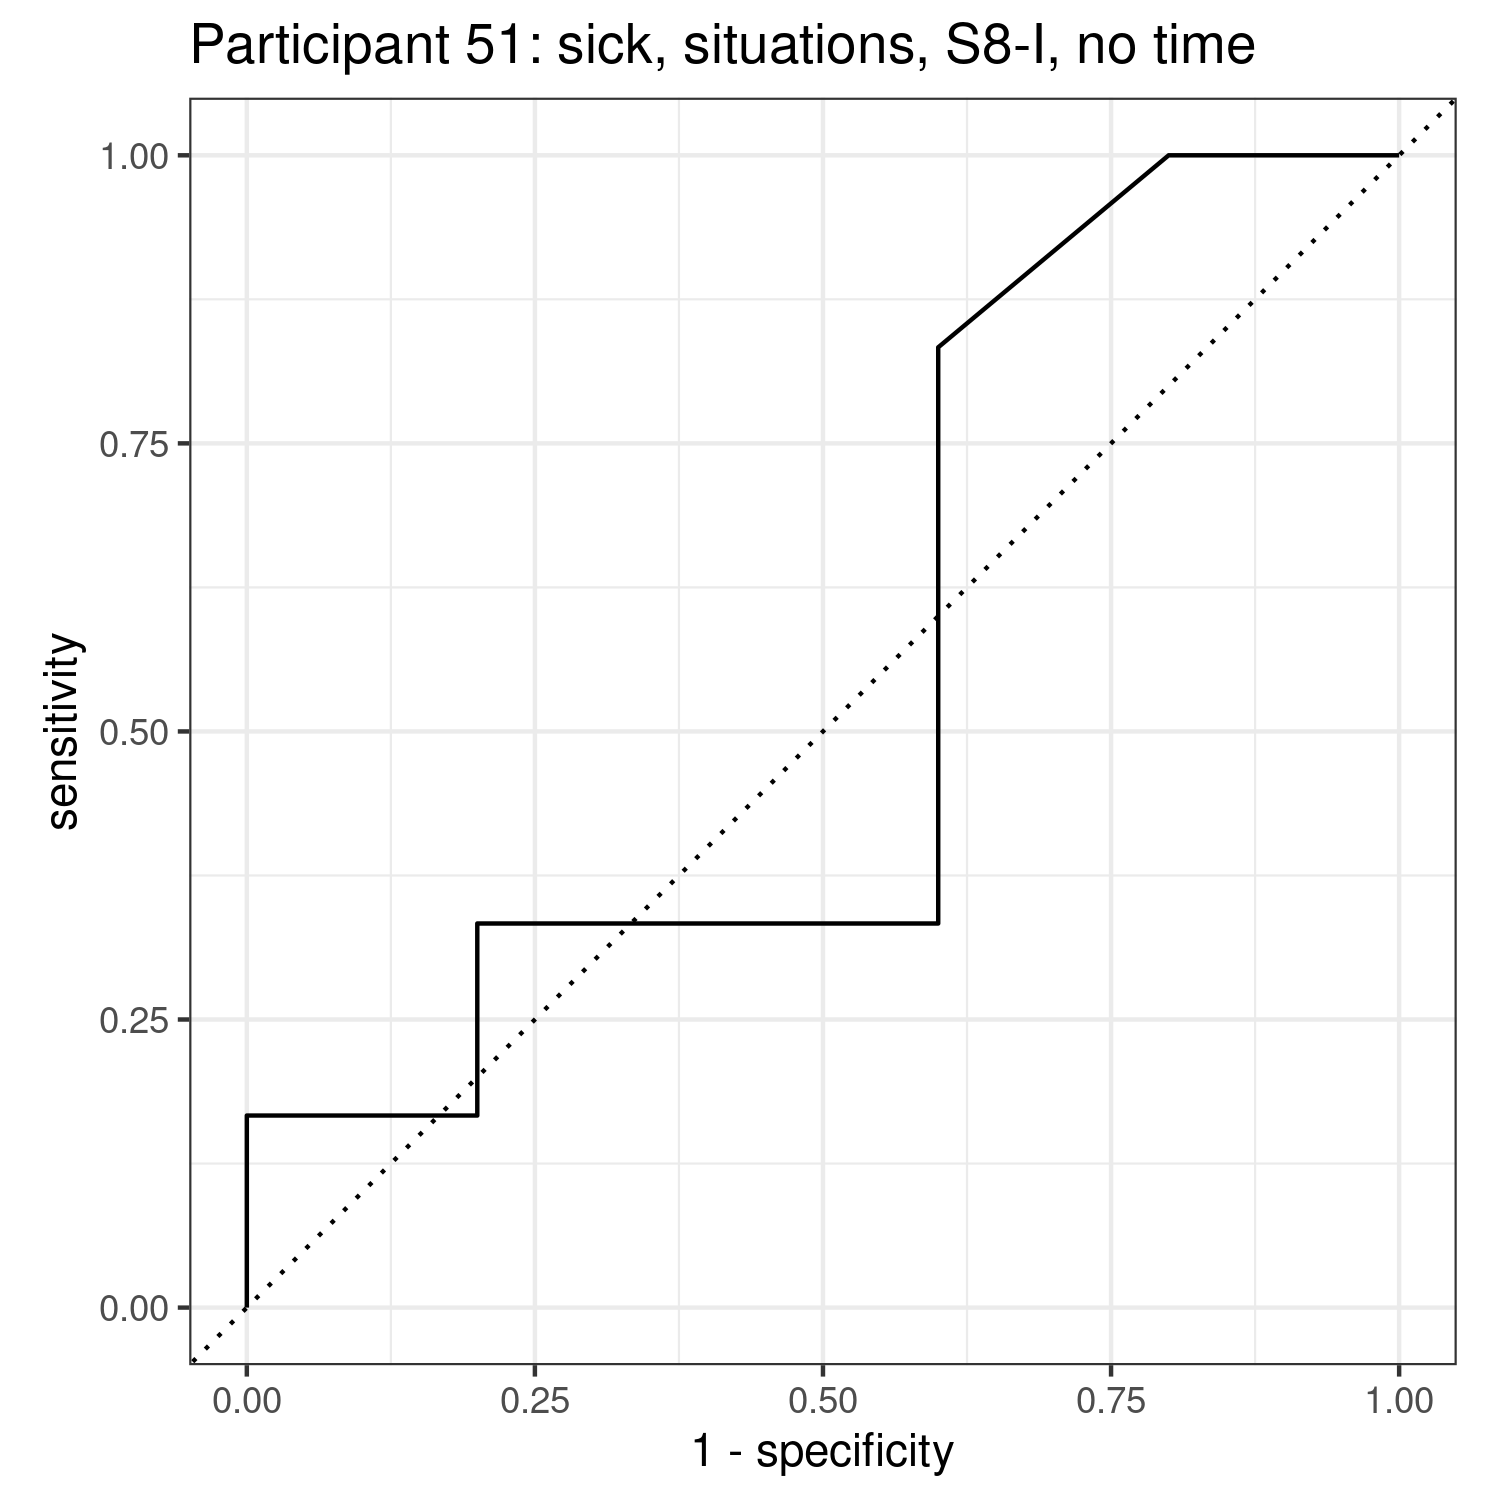 Participant 51: sick, situations, S8-I, no time
sensitivity
1.00
0.75
0.50
0.25
0.00
0.00 0.25 0.50 0.75 1.00
1 - specificity